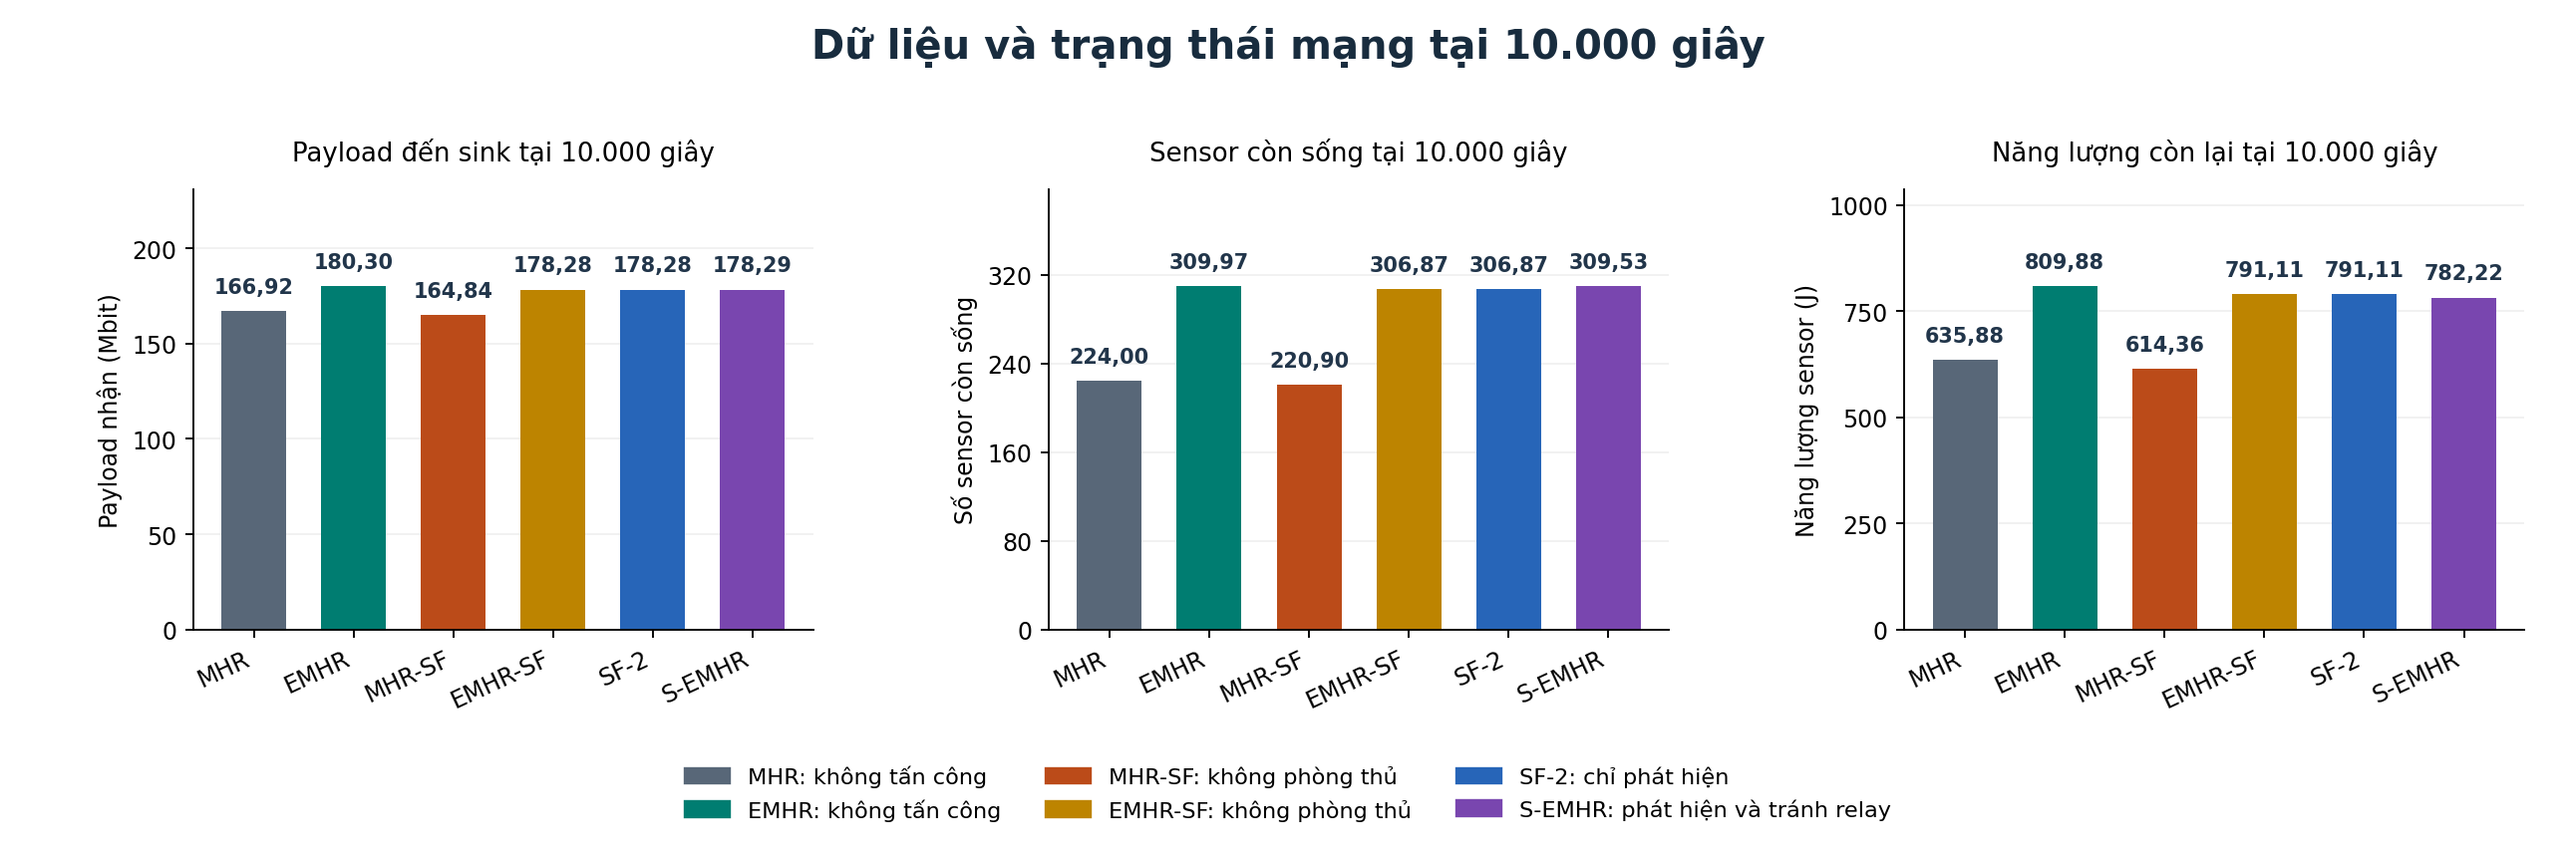 Dữ liệu và trạng thái mạng tại 10.000 giây
Payload đến sink tại 10.000 giây
Payload nhận (Mbit)
200
150
100
50
0
166,92
180,30
164,84
178,28
178,28
178,29
MHR
EMHR
MHR-SF
EMHR-SF
SF-2
S-EMHR
Sensor còn sống tại 10.000 giây
Số sensor còn sống
320
240
160
80
0
224,00
309,97
220,90
306,87
306,87
309,53
MHR
EMHR
MHR-SF
EMHR-SF
SF-2
S-EMHR
Năng lượng còn lại tại 10.000 giây
Năng lượng sensor (J)
1000
750
500
250
0
635,88
809,88
614,36
791,11
791,11
782,22
MHR
EMHR
MHR-SF
EMHR-SF
SF-2
S-EMHR
MHR: không tấn công
EMHR: không tấn công
MHR-SF: không phòng thủ
EMHR-SF: không phòng thủ
SF-2: chỉ phát hiện
S-EMHR: phát hiện và tránh relay